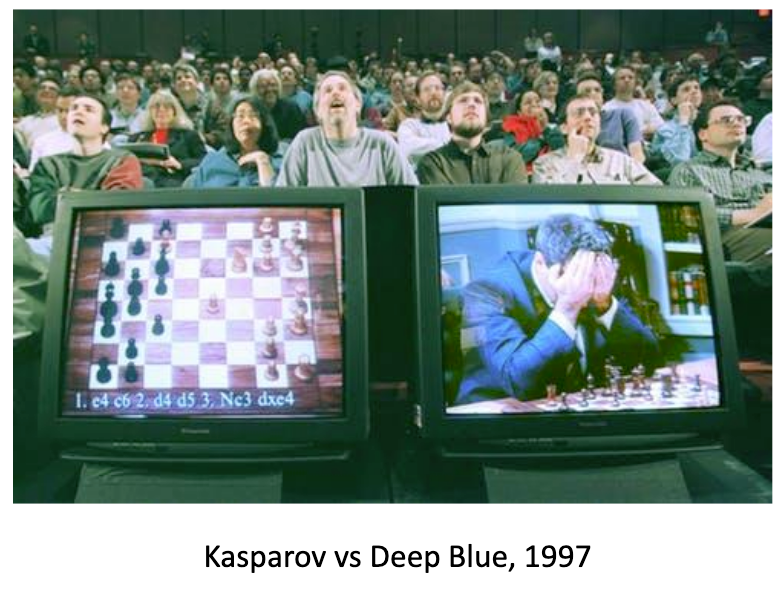 1. e4 c6 2. d4 d5 3. Nc3 dxe4
Kasparov vs Deep Blue, 1997